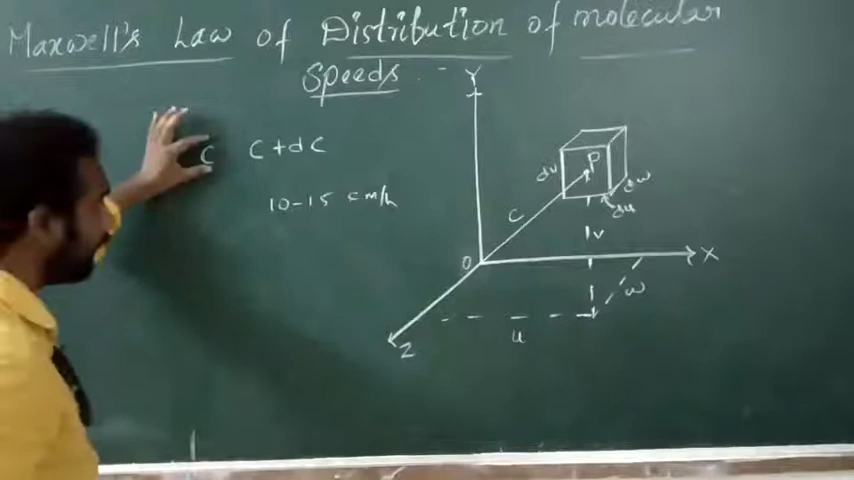 Maxwell's Law of Distribution of molecular
Speeds
Y
C C+dC
10-15 cm/h
P
dv
dw
du
C
v
O
X
w
u
Z